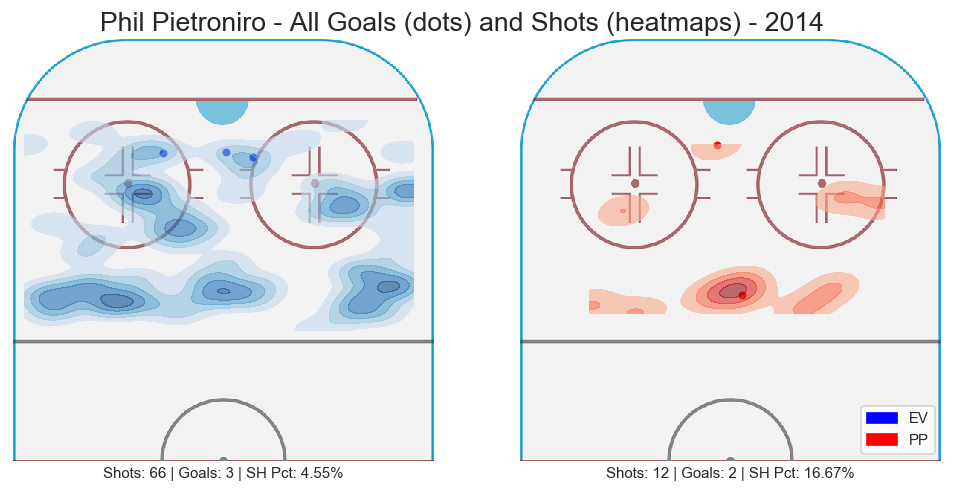 Phil Pietroniro - All Goals (dots) and Shots (heatmaps) - 2014
EV
PP
Shots: 66 | Goals: 3 | SH Pct: 4.55%
Shots: 12 | Goals: 2 | SH Pct: 16.67%